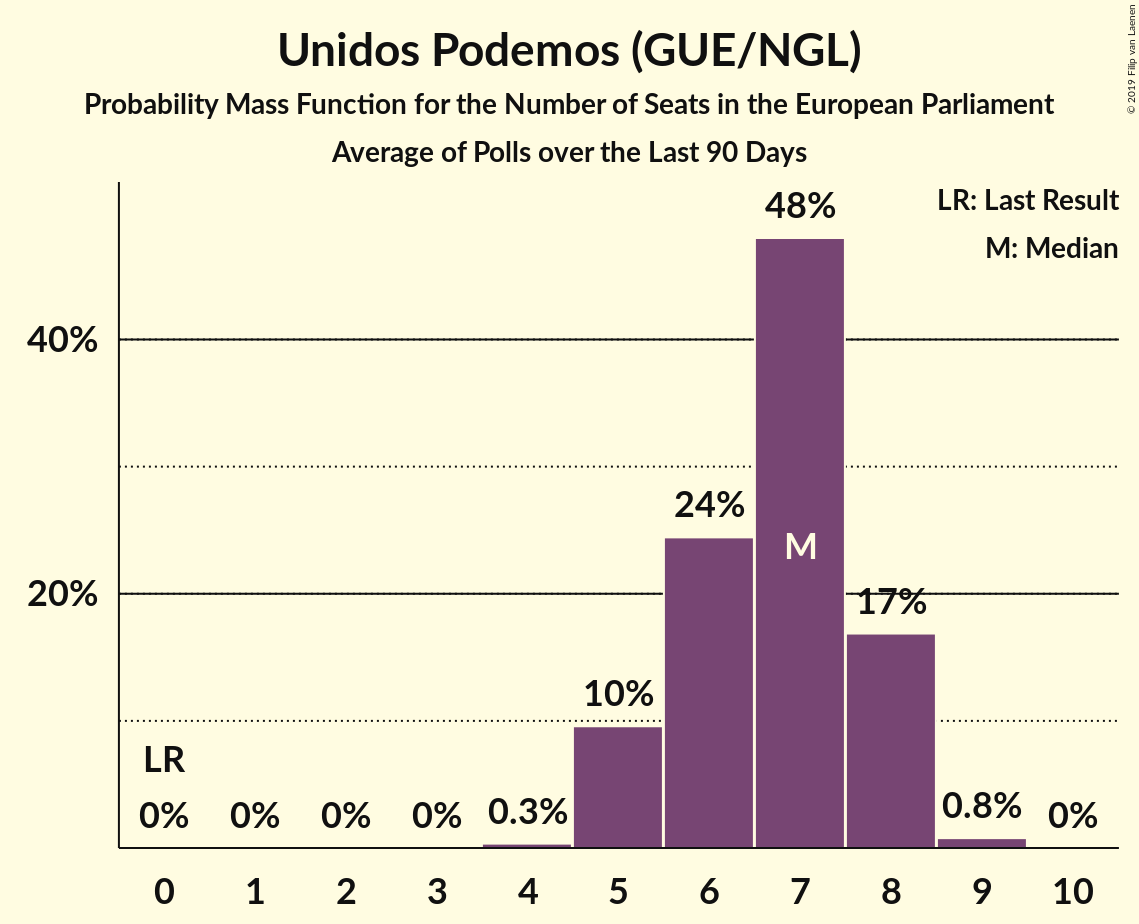 Unidos Podemos (GUE/NGL)
Probability Mass Function for the Number of Seats in the European Parliament
Average of Polls over the Last 90 Days
© 2019 Filip van Laenen
LR: Last Result
M: Median
48%
40%
24%
M
20%
17%
10%
LR
0% 0% 0% 0% 0.3% 0.8% 0%
0 1 2 3 4 5 6 7 8 9 10